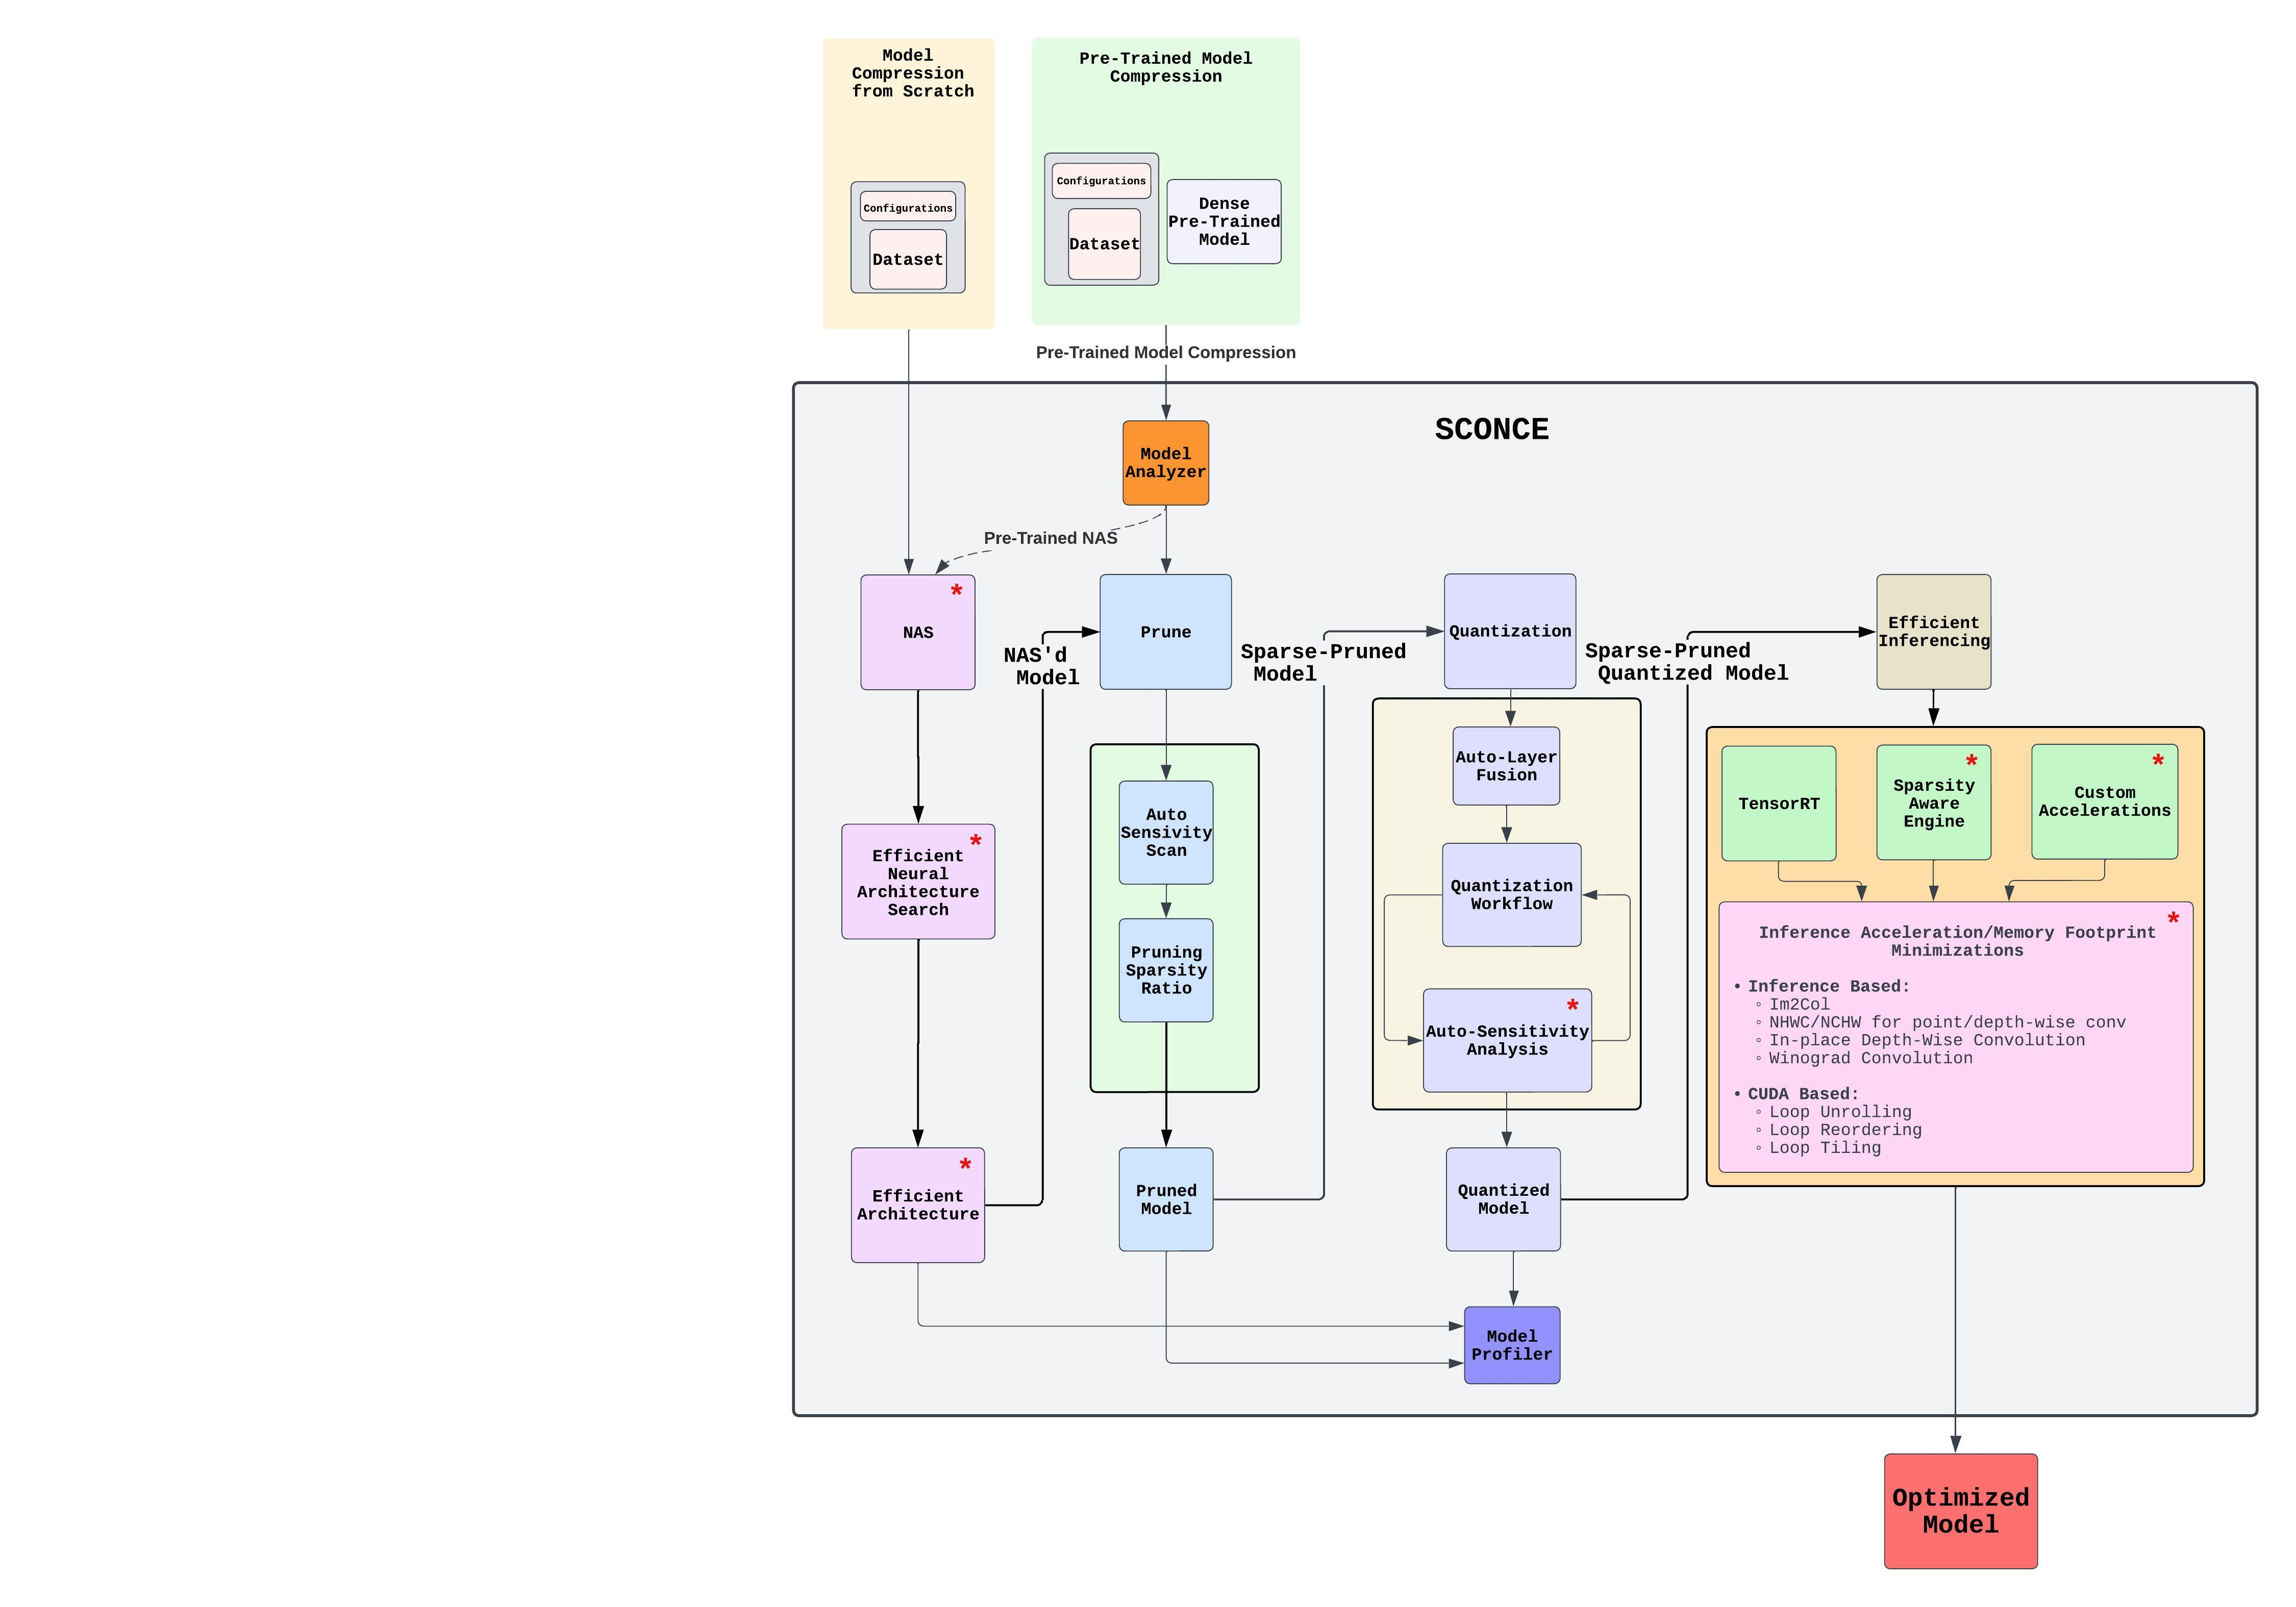 Model
Compression
from Scratch
Configurations
Dataset
Pre-Trained Model
Compression
Configurations
Dataset
Dense
Pre-Trained
Model
Pre-Trained Model Compression
SCONCE
Model
Analyzer
Pre-Trained NAS
*
NAS
NAS'd
Model
Prune
Sparse-Pruned
Model
Quantization
Sparse-Pruned
Quantized Model
Efficient
Inferencing
*
Efficient
Neural
Architecture
Search
*
Efficient
Architecture
Auto
Sensivity
Scan
Pruning
Sparsity
Ratio
Pruned
Model
Auto-Layer
Fusion
Quantization
Workflow
*
Auto-Sensitivity
Analysis
Quantized
Model
Model
Profiler
TensorRT
*
Sparsity
Aware
Engine
*
Custom
Accelerations
*
Inference Acceleration/Memory Footprint
Minimizations
• Inference Based:
◦ Im2Col
◦ NHWC/NCHW for point/depth-wise conv
◦ In-place Depth-Wise Convolution
◦ Winograd Convolution
• CUDA Based:
◦ Loop Unrolling
◦ Loop Reordering
◦ Loop Tiling
Optimized
Model